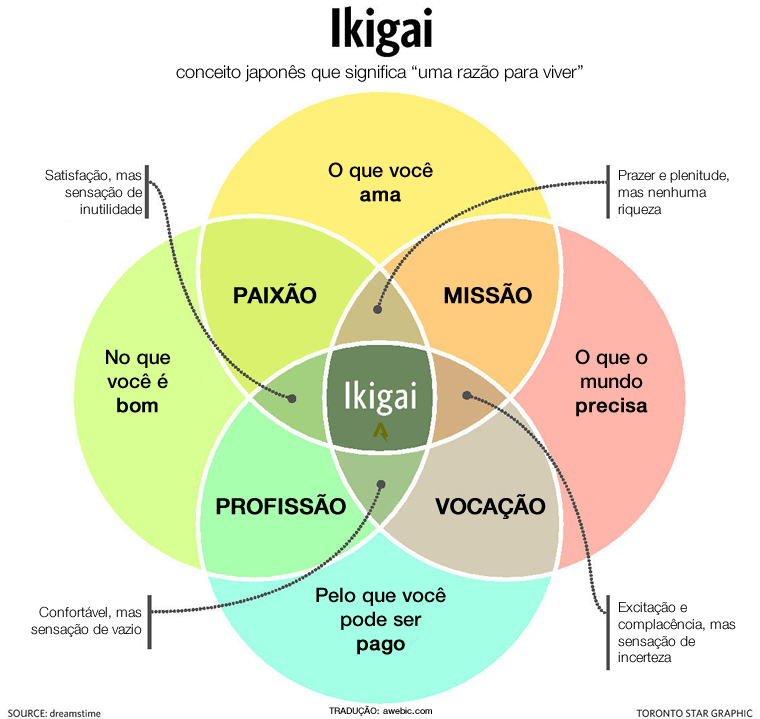 Ikigai
conceito japonês que significa “uma razão para viver”
Satisfação, mas
sensação de
inutilidade
O que você
ama
Prazer e plenitude,
mas nenhuma
riqueza
PAIXÃO
MISSÃO
No que
você é
bom
Ikigai
O que o
mundo
precisa
PROFISSÃO
VOCAÇÃO
Confortável, mas
sensação de vazio
Pelo que você
pode ser
pago
Excitação e
complacência, mas
sensação de
incerteza
SOURCE: dreamstime
TRADUÇÃO: awebic.com
TORONTO STAR GRAPHIC